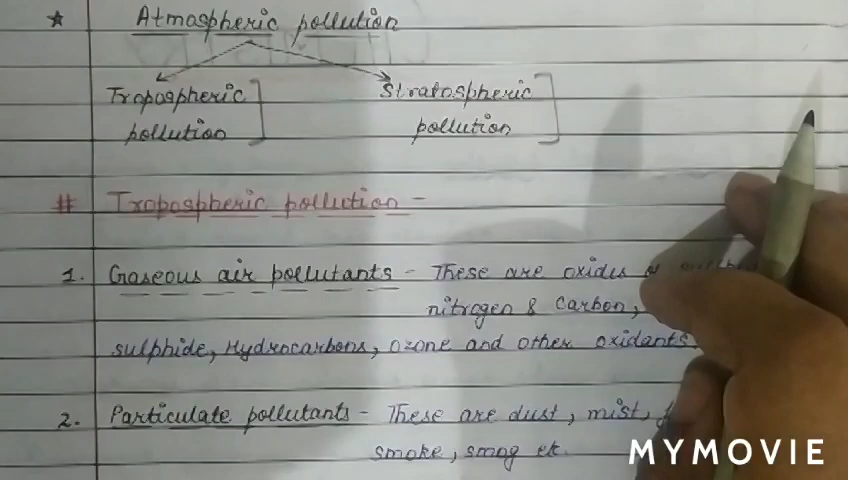 ★ Atmospheric pollution
Tropospheric Stratospheric
pollution pollution
# Tropospheric pollution -
1. Gaseous air pollutants - These are oxides
nitrogen & carbon,
sulphide, Hydrocarbons, ozone and other oxidants.
2. Particulate pollutants - These are dust, mist,
smoke, smog etc.
MYMOVIE